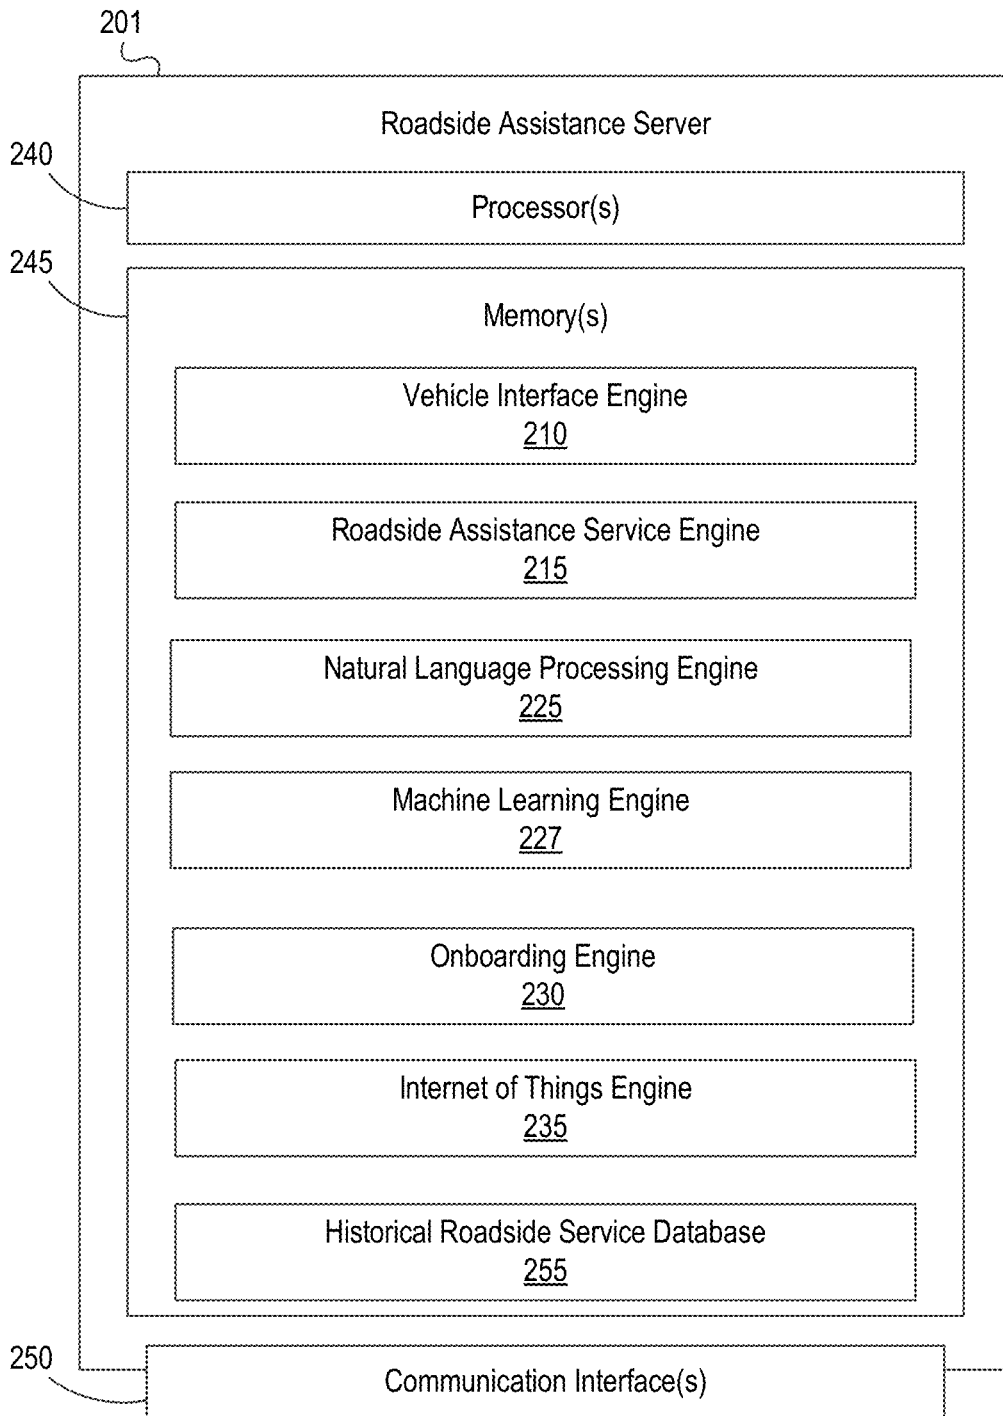 201
Roadside Assistance Server
240
Processor(s)
245
Memory(s)
Vehicle Interface Engine
210
Roadside Assistance Service Engine
215
Natural Language Processing Engine
225
Machine Learning Engine
227
Onboarding Engine
230
Internet of Things Engine
235
Historical Roadside Service Database
255
250
Communication Interface(s)